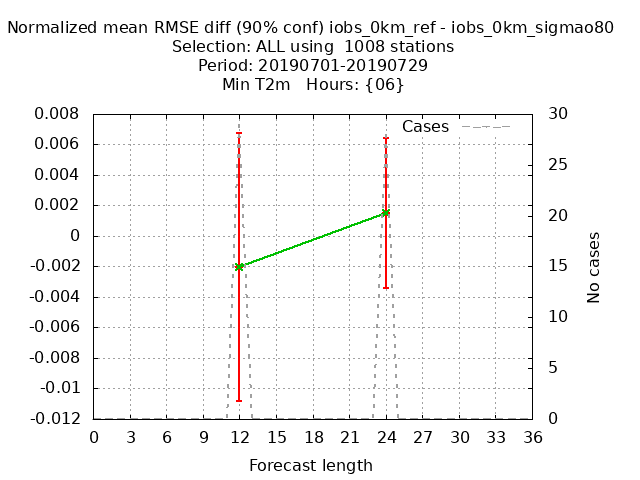 Normalized mean RMSE diff (90% conf) iobs_0km_ref - iobs_0km_sigmao80
Selection: ALL using  1008 stations
Period: 20190701-20190729
Min T2m   Hours: {06}
Cases
0.008
0.006
0.004
0.002
0
-0.002
-0.004
-0.006
-0.008
-0.01
-0.012
30
25
20
15
10
5
0
No cases
0 3 6 9 12 15 18 21 24 27 30 33 36
Forecast length